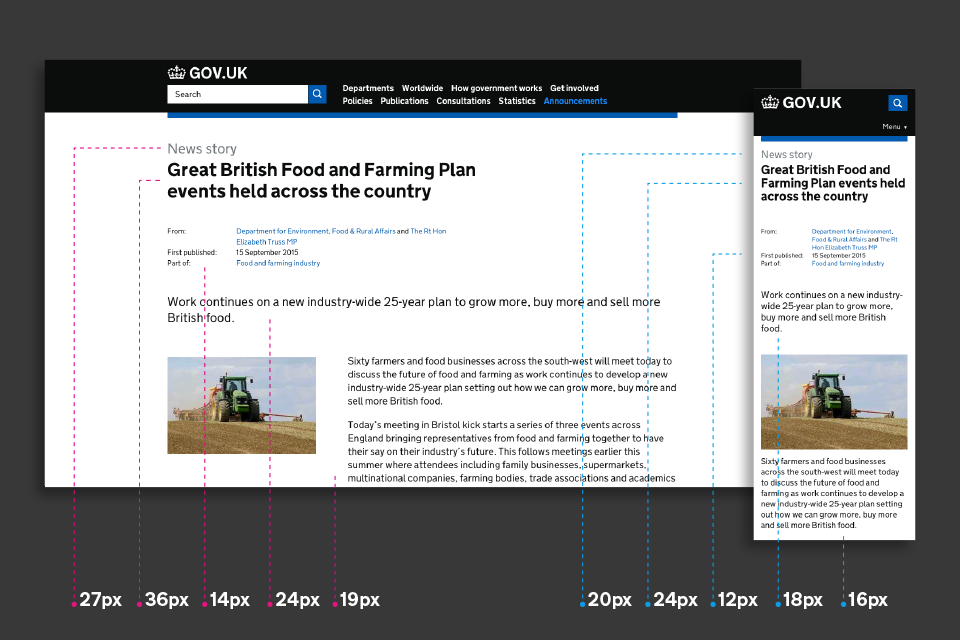 GOV.UK
Search
Departments Worldwide How government works Get involved
Policies Publications Consultations Statistics Announcements
News story
Great British Food and Farming Plan
events held across the country
From: Department for Environment, Food & Rural Affairs and The Rt Hon
Elizabeth Truss MP
First published: 15 September 2015
Part of: Food and farming industry
Work continues on a new industry-wide 25-year plan to grow more, buy more and sell more
British food.
Sixty farmers and food businesses across the south-west will meet today to
discuss the future of food and farming as work continues to develop a new
industry-wide 25-year plan setting out how we can grow more, buy more and
sell more British food.
Today's meeting in Bristol kick starts a series of three events across
England bringing representatives from food and farming together to have
their say on their industry's future. This follows meetings earlier this
summer where attendees including family businesses, supermarkets,
multinational companies, farming bodies, trade associations and academics
GOV.UK
Menu ▾
News story
Great British Food and
Farming Plan events held
across the country
From: Department for Environment,
Food & Rural Affairs and The Rt
Hon Elizabeth Truss MP
First published: 15 September 2015
Part of: Food and farming industry
Work continues on a new industry-
wide 25-year plan to grow more,
buy more and sell more British
food.
Sixty farmers and food businesses
across the south-west will meet today
to discuss the future of food and
farming as work continues to develop a
new industry-wide 25-year plan setting
out how we can grow more, buy more
and sell more British food.
27px 36px 14px 24px 19px 20px 24px 12px 18px 16px